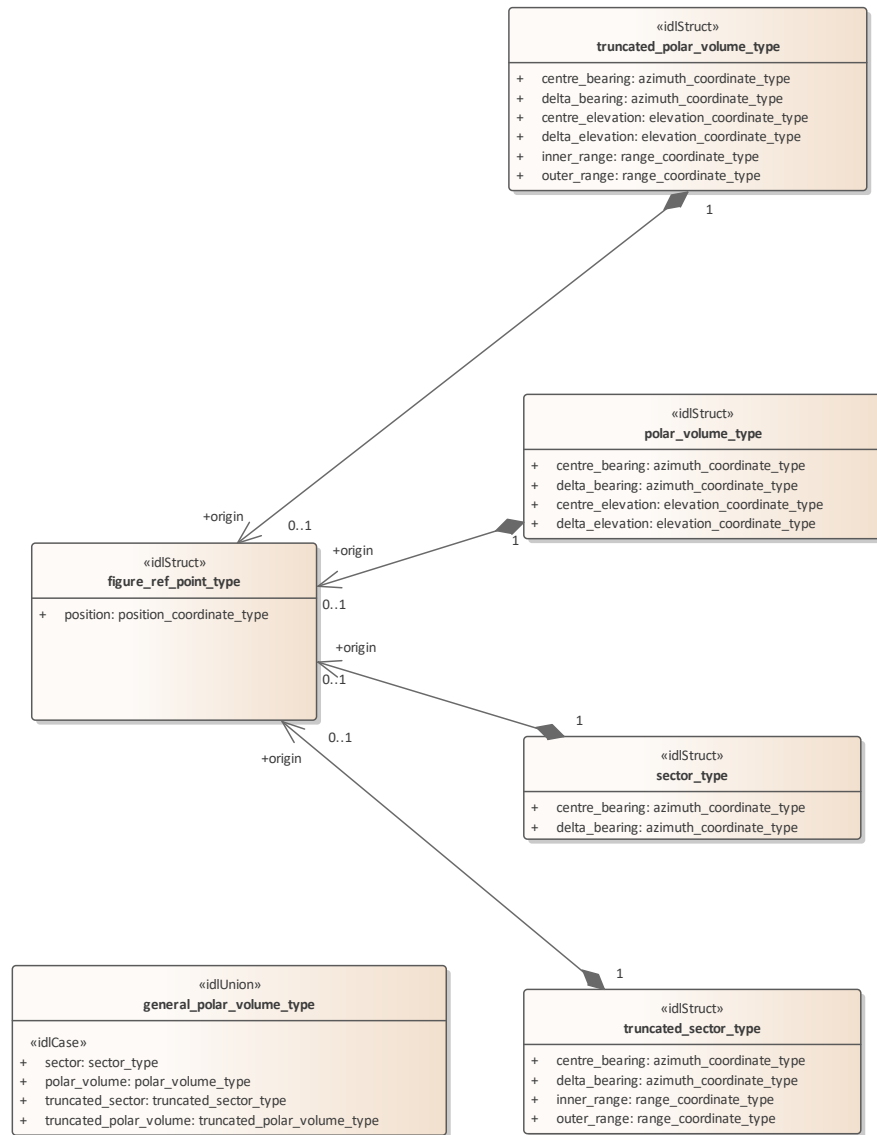 «idlStruct»
truncated_polar_volume_type
+ centre_bearing: azimuth_coordinate_type
+ delta_bearing: azimuth_coordinate_type
+ centre_elevation: elevation_coordinate_type
+ delta_elevation: elevation_coordinate_type
+ inner_range: range_coordinate_type
+ outer_range: range_coordinate_type
1
«idlStruct»
polar_volume_type
+ centre_bearing: azimuth_coordinate_type
+ delta_bearing: azimuth_coordinate_type
+ centre_elevation: elevation_coordinate_type
+ delta_elevation: elevation_coordinate_type
1
+origin
0..1
+origin
0..1
«idlStruct»
figure_ref_point_type
+ position: position_coordinate_type
+origin
0..1
0..1
+origin
1
«idlStruct»
sector_type
+ centre_bearing: azimuth_coordinate_type
+ delta_bearing: azimuth_coordinate_type
«idlUnion»
general_polar_volume_type
«idlCase»
+ sector: sector_type
+ polar_volume: polar_volume_type
+ truncated_sector: truncated_sector_type
+ truncated_polar_volume: truncated_polar_volume_type
1
«idlStruct»
truncated_sector_type
+ centre_bearing: azimuth_coordinate_type
+ delta_bearing: azimuth_coordinate_type
+ inner_range: range_coordinate_type
+ outer_range: range_coordinate_type